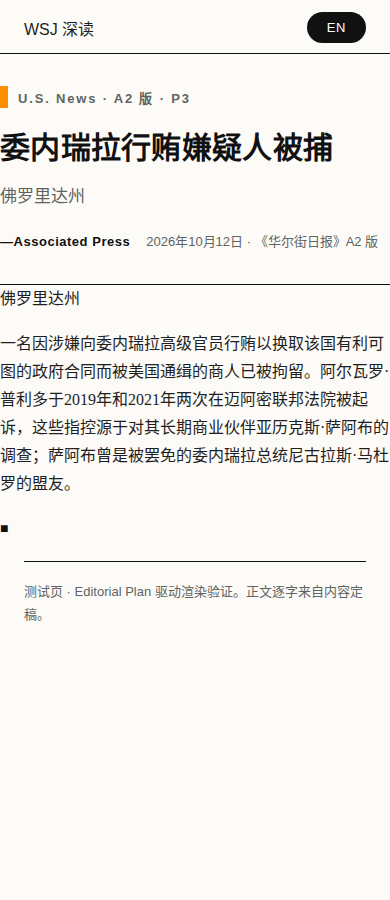 WSJ 深读
EN
U.S. News · A2 版 · P3
委内瑞拉行贿嫌疑人被捕
佛罗里达州
—Associated Press 2026年10月12日 · 《华尔街日报》A2 版
佛罗里达州
一名因涉嫌向委内瑞拉高级官员行贿以换取该国有利可
图的政府合同而被美国通缉的商人已被拘留。阿尔瓦罗·
普利多于2019年和2021年两次在迈阿密联邦法院被起
诉，这些指控源于对其长期商业伙伴亚历克斯·萨阿布的
调查；萨阿布曾是被罢免的委内瑞拉总统尼古拉斯·马杜
罗的盟友。
■
测试页 · Editorial Plan 驱动渲染验证。正文逐字来自内容定
稿。